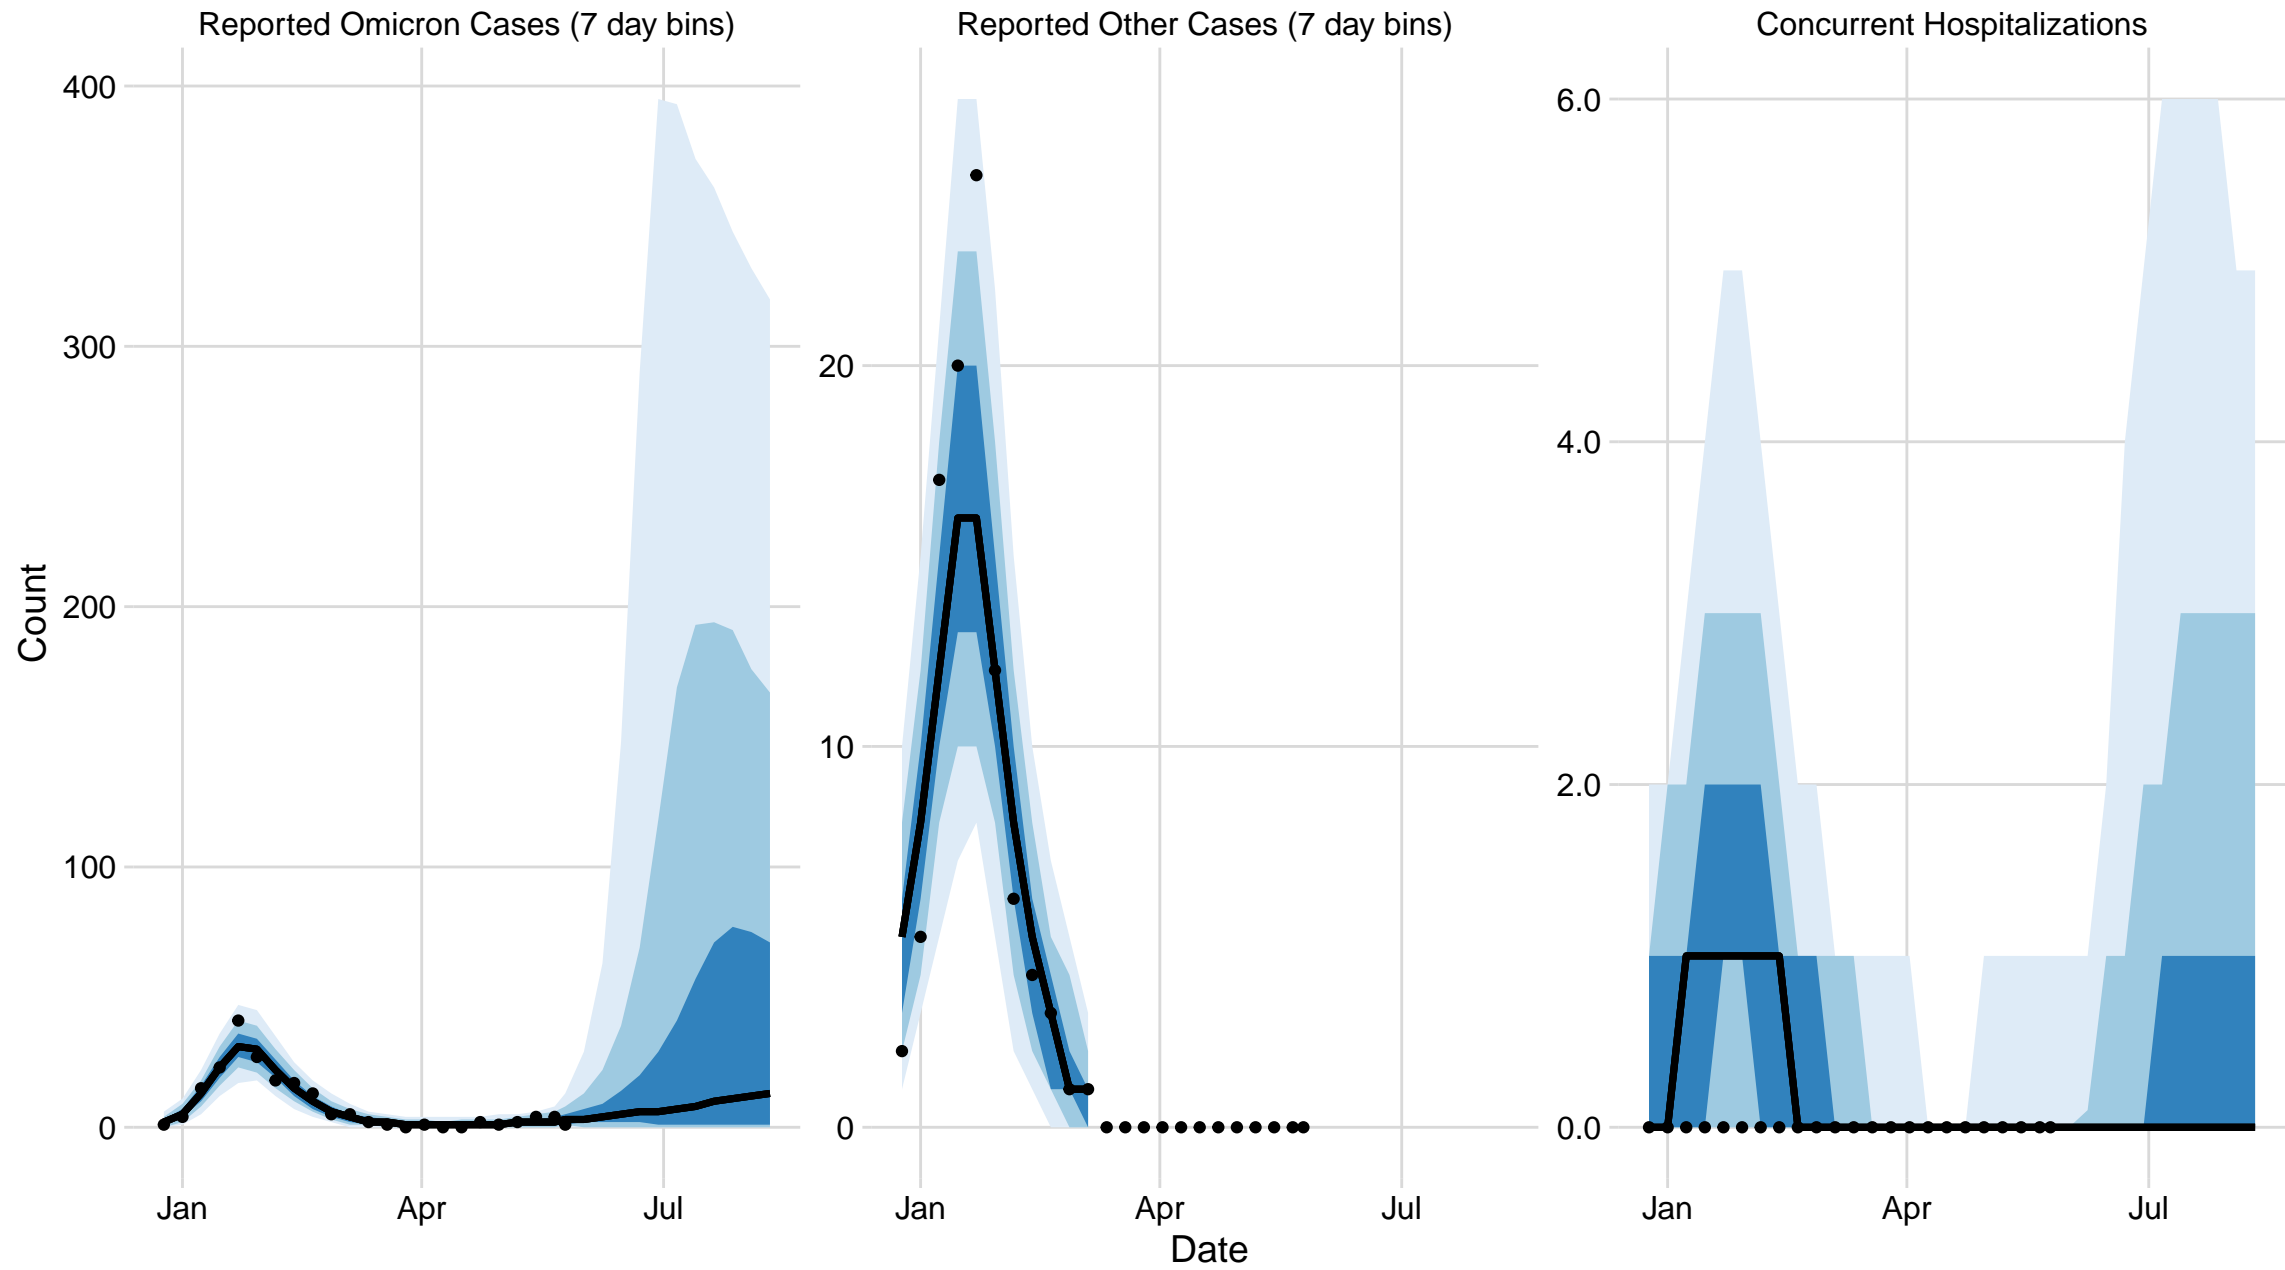 Reported Omicron Cases (7 day bins)
Reported Other Cases (7 day bins)
Concurrent Hospitalizations
Count
400
300
200
100
0
Jan
Apr
Jul
20
10
0
Jan
Apr
Jul
6.0
4.0
2.0
0.0
Jan
Apr
Jul
Date